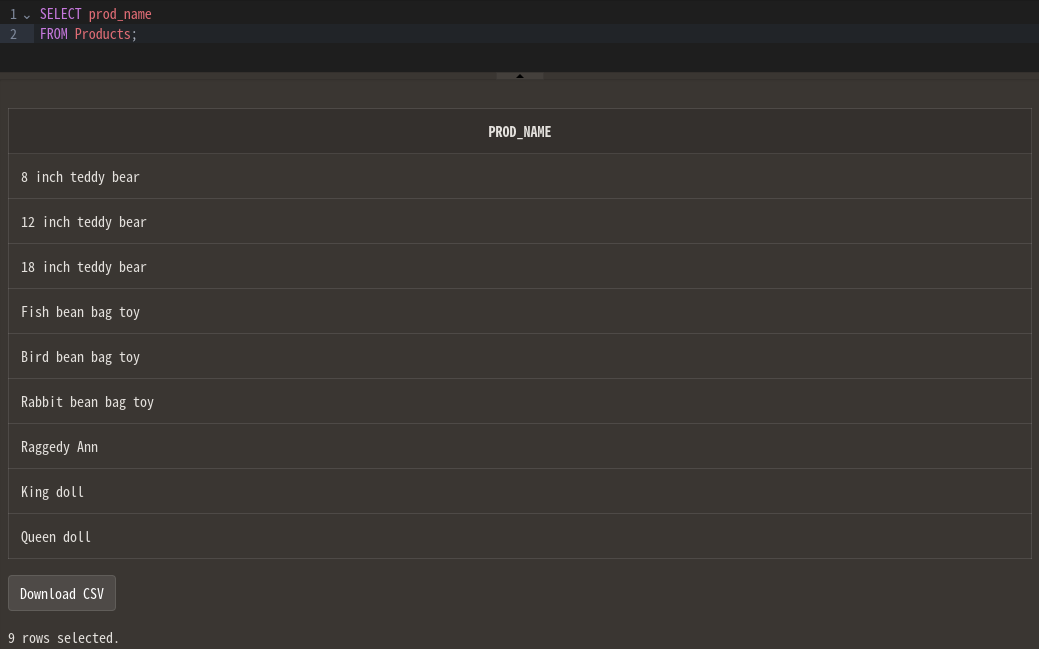 1 SELECT prod_name
2 FROM Products;
PROD_NAME
8 inch teddy bear
12 inch teddy bear
18 inch teddy bear
Fish bean bag toy
Bird bean bag toy
Rabbit bean bag toy
Raggedy Ann
King doll
Queen doll
Download CSV
9 rows selected.